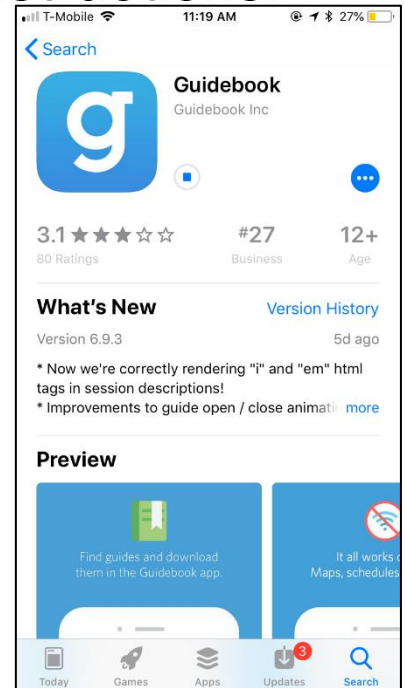 T-Mobile 11:19 AM 27%
Search
g
Guidebook
Guidebook Inc
3.1 #27 12+
80 Ratings Business Age
What's New Version History
Version 6.9.3 5d ago
* Now we're correctly rendering "i" and "em" html
tags in session descriptions!
* Improvements to guide open / close animati more
Preview
Find guides and download
them in the Guidebook app.
It all works
Maps, schedules
3
Today Games Apps Updates Search